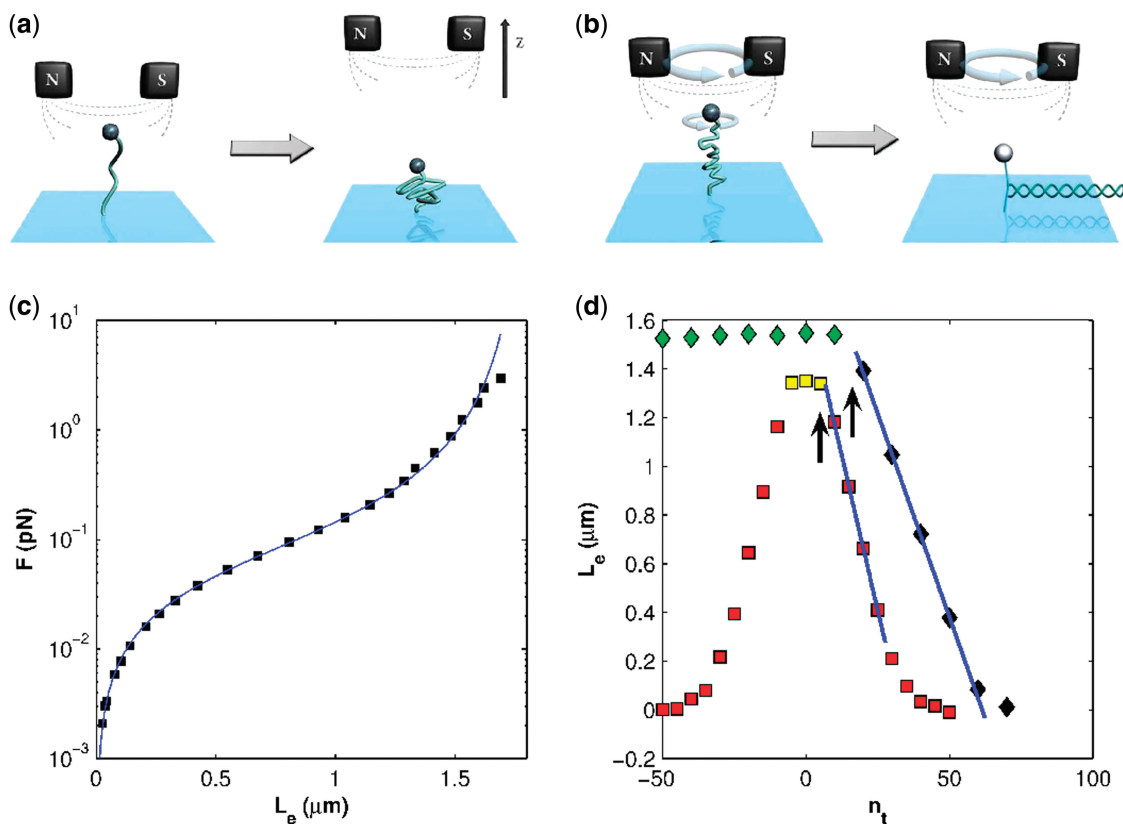 (a)
N
S
N
S
z
(b)
N
S
N
S
(c)
10^1
10^0
10^-1
10^-2
10^-3
F (pN)
0
0.5
1
1.5
L_e (μm)
(d)
1.6
1.4
1.2
1
0.8
0.6
0.4
0.2
0
-0.2
L_e (μm)
-50
0
50
100
n_t